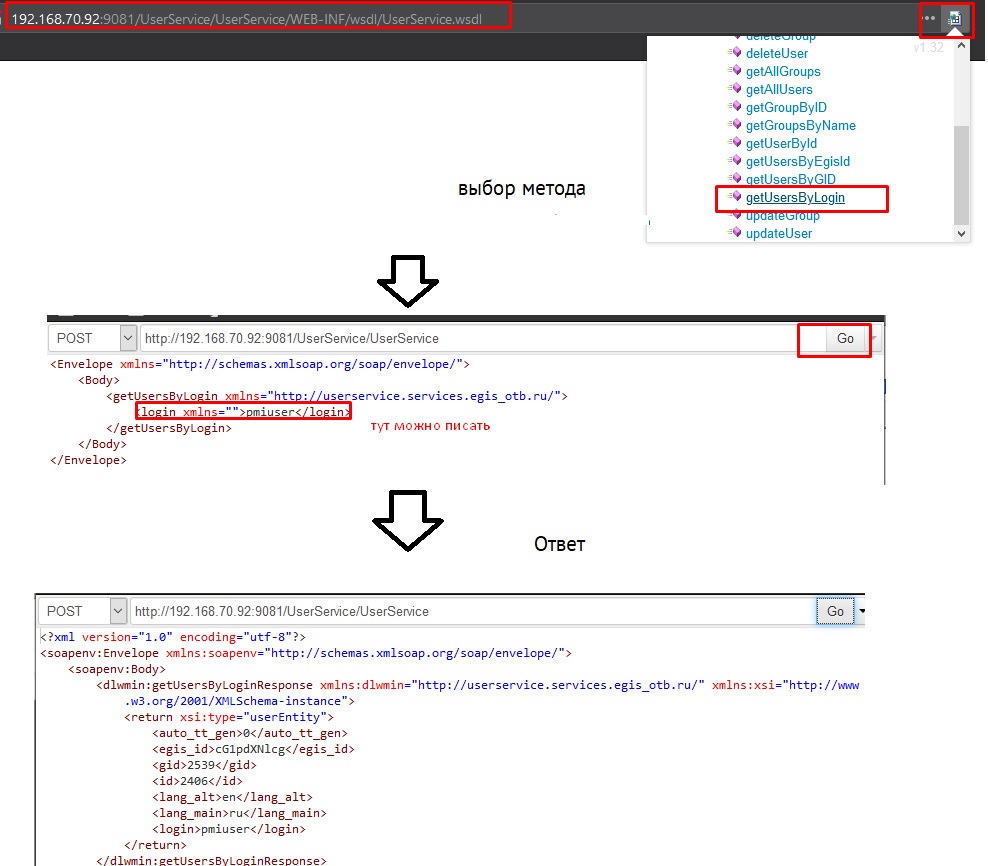 192.168.70.92:9081/UserService/UserService/WEB-INF/wsdl/UserService.wsdl
v1.32
deleteGroup
deleteUser
getAllGroups
getAllUsers
getGroupByID
getGroupsByName
getUserById
getUsersByEgisId
getUsersByGID
getUsersByLogin
updateGroup
updateUser
выбор метода
POST
http://192.168.70.92:9081/UserService/UserService
Go
<Envelope xmlns="http://schemas.xmlsoap.org/soap/envelope/">
<Body>
<getUsersByLogin xmlns="http://userservice.services.egis_otb.ru/">
<login xmlns="">pmiuser</login>
</getUsersByLogin>
тут можно писать
</Body>
</Envelope>
Ответ
POST
http://192.168.70.92:9081/UserService/UserService
Go
<?xml version="1.0" encoding="utf-8"?>
<soapenv:Envelope xmlns:soapenv="http://schemas.xmlsoap.org/soap/envelope/">
<soapenv:Body>
<dlwmin:getUsersByLoginResponse xmlns:dlwmin="http://userservice.services.egis_otb.ru/" xmlns:xsi="http://www
.w3.org/2001/XMLSchema-instance">
<return xsi:type="userEntity">
<auto_tt_gen>0</auto_tt_gen>
<egis_id>cG1pdXNlcg</egis_id>
<gid>2539</gid>
<id>2406</id>
<lang_alt>en</lang_alt>
<lang_main>ru</lang_main>
<login>pmiuser</login>
</return>
</dlwmin:getUsersByLoginResponse>